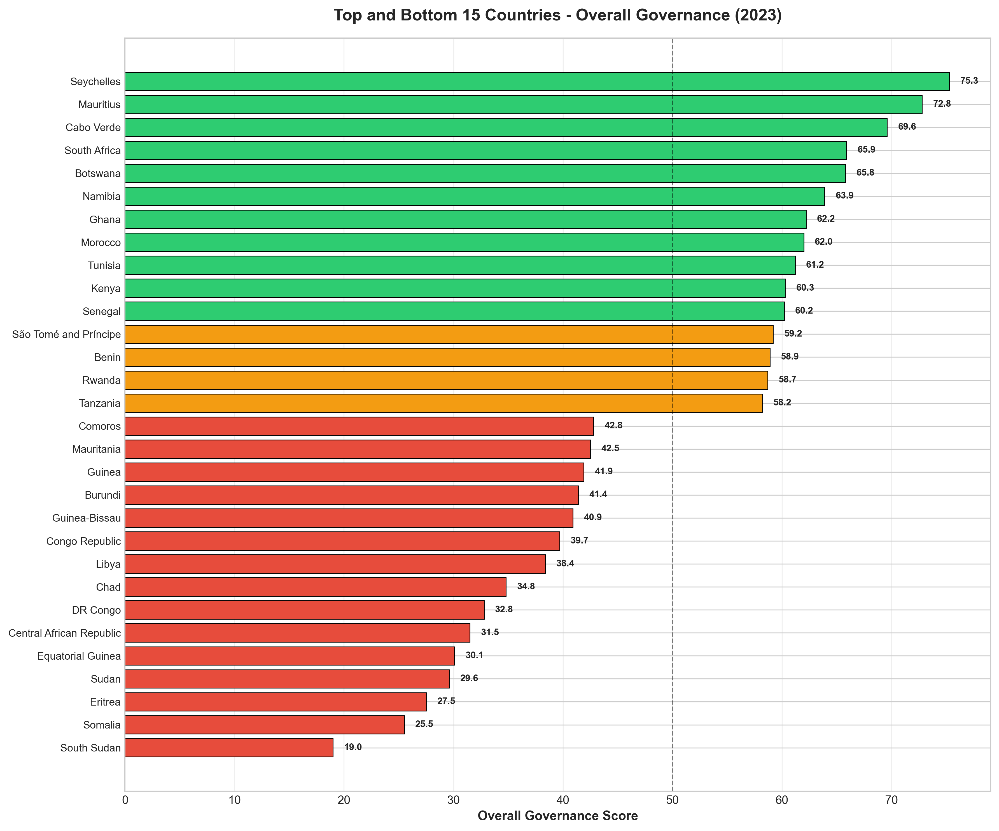 Top and Bottom 15 Countries - Overall Governance (2023)
Seychelles 75.3
Mauritius 72.8
Cabo Verde 69.6
South Africa 65.9
Botswana 65.8
Namibia 63.9
Ghana 62.2
Morocco 62.0
Tunisia 61.2
Kenya 60.3
Senegal 60.2
São Tomé and Príncipe 59.2
Benin 58.9
Rwanda 58.7
Tanzania 58.2
Comoros 42.8
Mauritania 42.5
Guinea 41.9
Burundi 41.4
Guinea-Bissau 40.9
Congo Republic 39.7
Libya 38.4
Chad 34.8
DR Congo 32.8
Central African Republic 31.5
Equatorial Guinea 30.1
Sudan 29.6
Eritrea 27.5
Somalia 25.5
South Sudan 19.0
0 10 20 30 40 50 60 70
Overall Governance Score